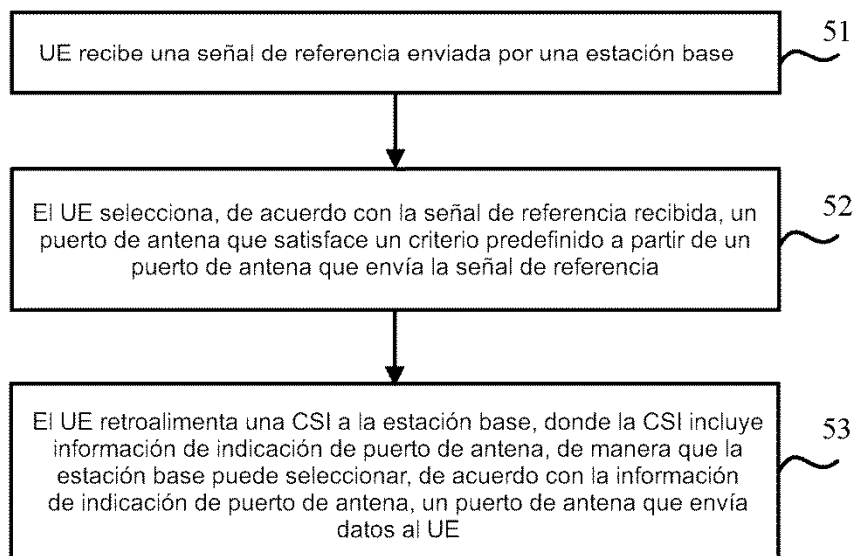 UE recibe una señal de referencia enviada por una estación base
51
El UE selecciona, de acuerdo con la señal de referencia recibida, un
puerto de antena que satisface un criterio predefinido a partir de un
puerto de antena que envía la señal de referencia
52
El UE retroalimenta una CSI a la estación base, donde la CSI incluye
información de indicación de puerto de antena, de manera que la
estación base puede seleccionar, de acuerdo con la información
de indicación de puerto de antena, un puerto de antena que envía
datos al UE
53